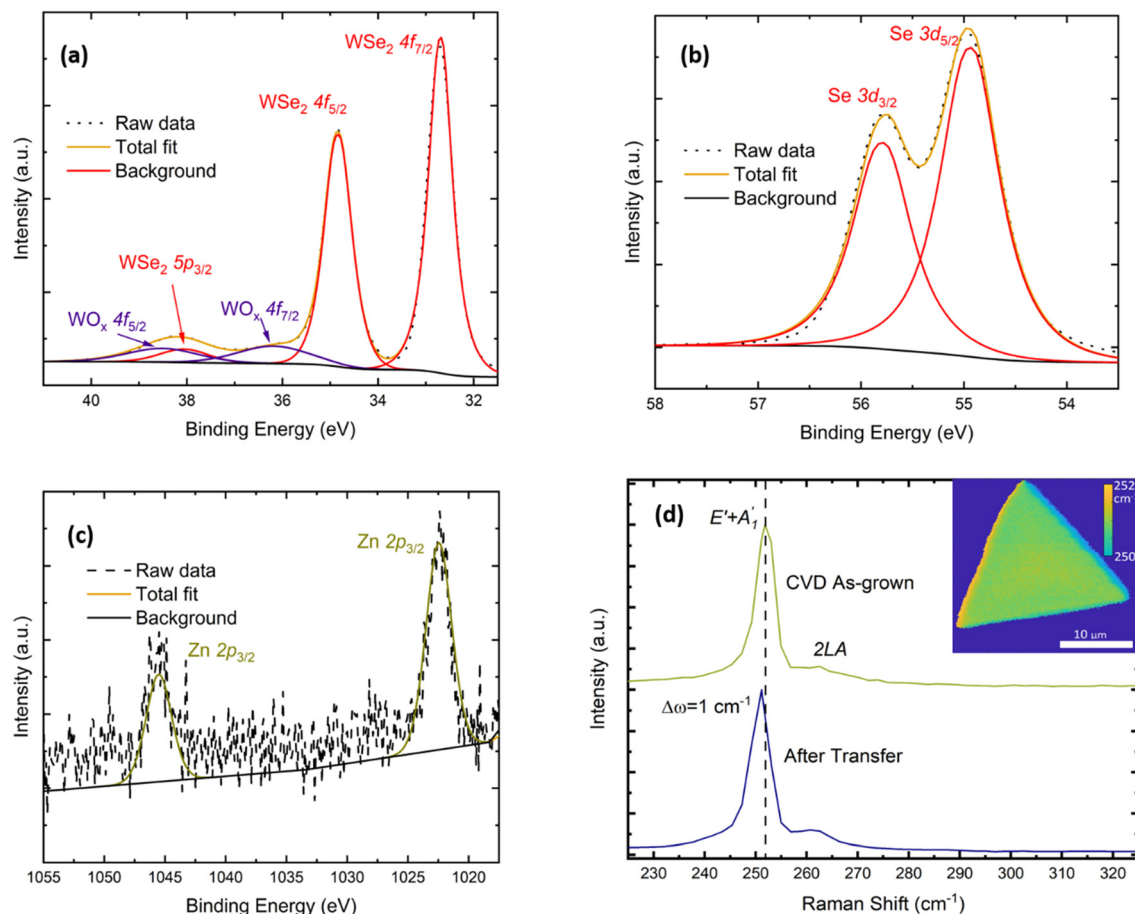 (a)
WSe2 4f7/2
WSe2 4f5/2
Raw data
Total fit
Background
WSe2 5p3/2
WOx 4f5/2
WOx 4f7/2
Intensity (a.u.)
40 38 36 34 32
Binding Energy (eV)
(b)
Se 3d5/2
Se 3d3/2
Raw data
Total fit
Background
Intensity (a.u.)
58 57 56 55 54
Binding Energy (eV)
(c)
Zn 2p3/2
Raw data
Total fit
Background
Zn 2p3/2
Intensity (a.u.)
1055 1050 1045 1040 1035 1030 1025 1020
Binding Energy (eV)
(d)
E'+A'1
252
cm-1
250
10 µm
CVD As-grown
2LA
Δω=1 cm-1
After Transfer
Intensity (a.u.)
230 240 250 260 270 280 290 300 310 320
Raman Shift (cm-1)